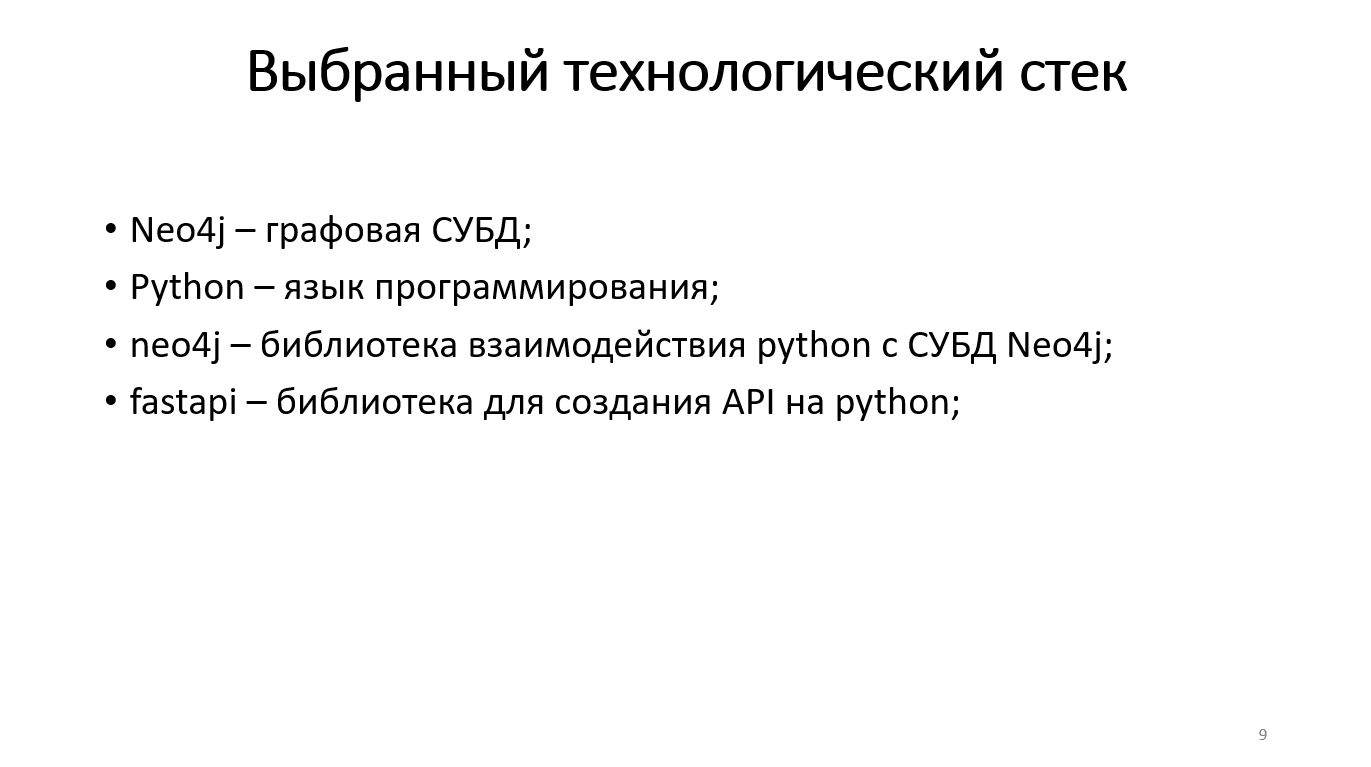 Выбранный технологический стек
• Neo4j – графовая СУБД;
• Python – язык программирования;
• neo4j – библиотека взаимодействия python с СУБД Neo4j;
• fastapi – библиотека для создания API на python;
9